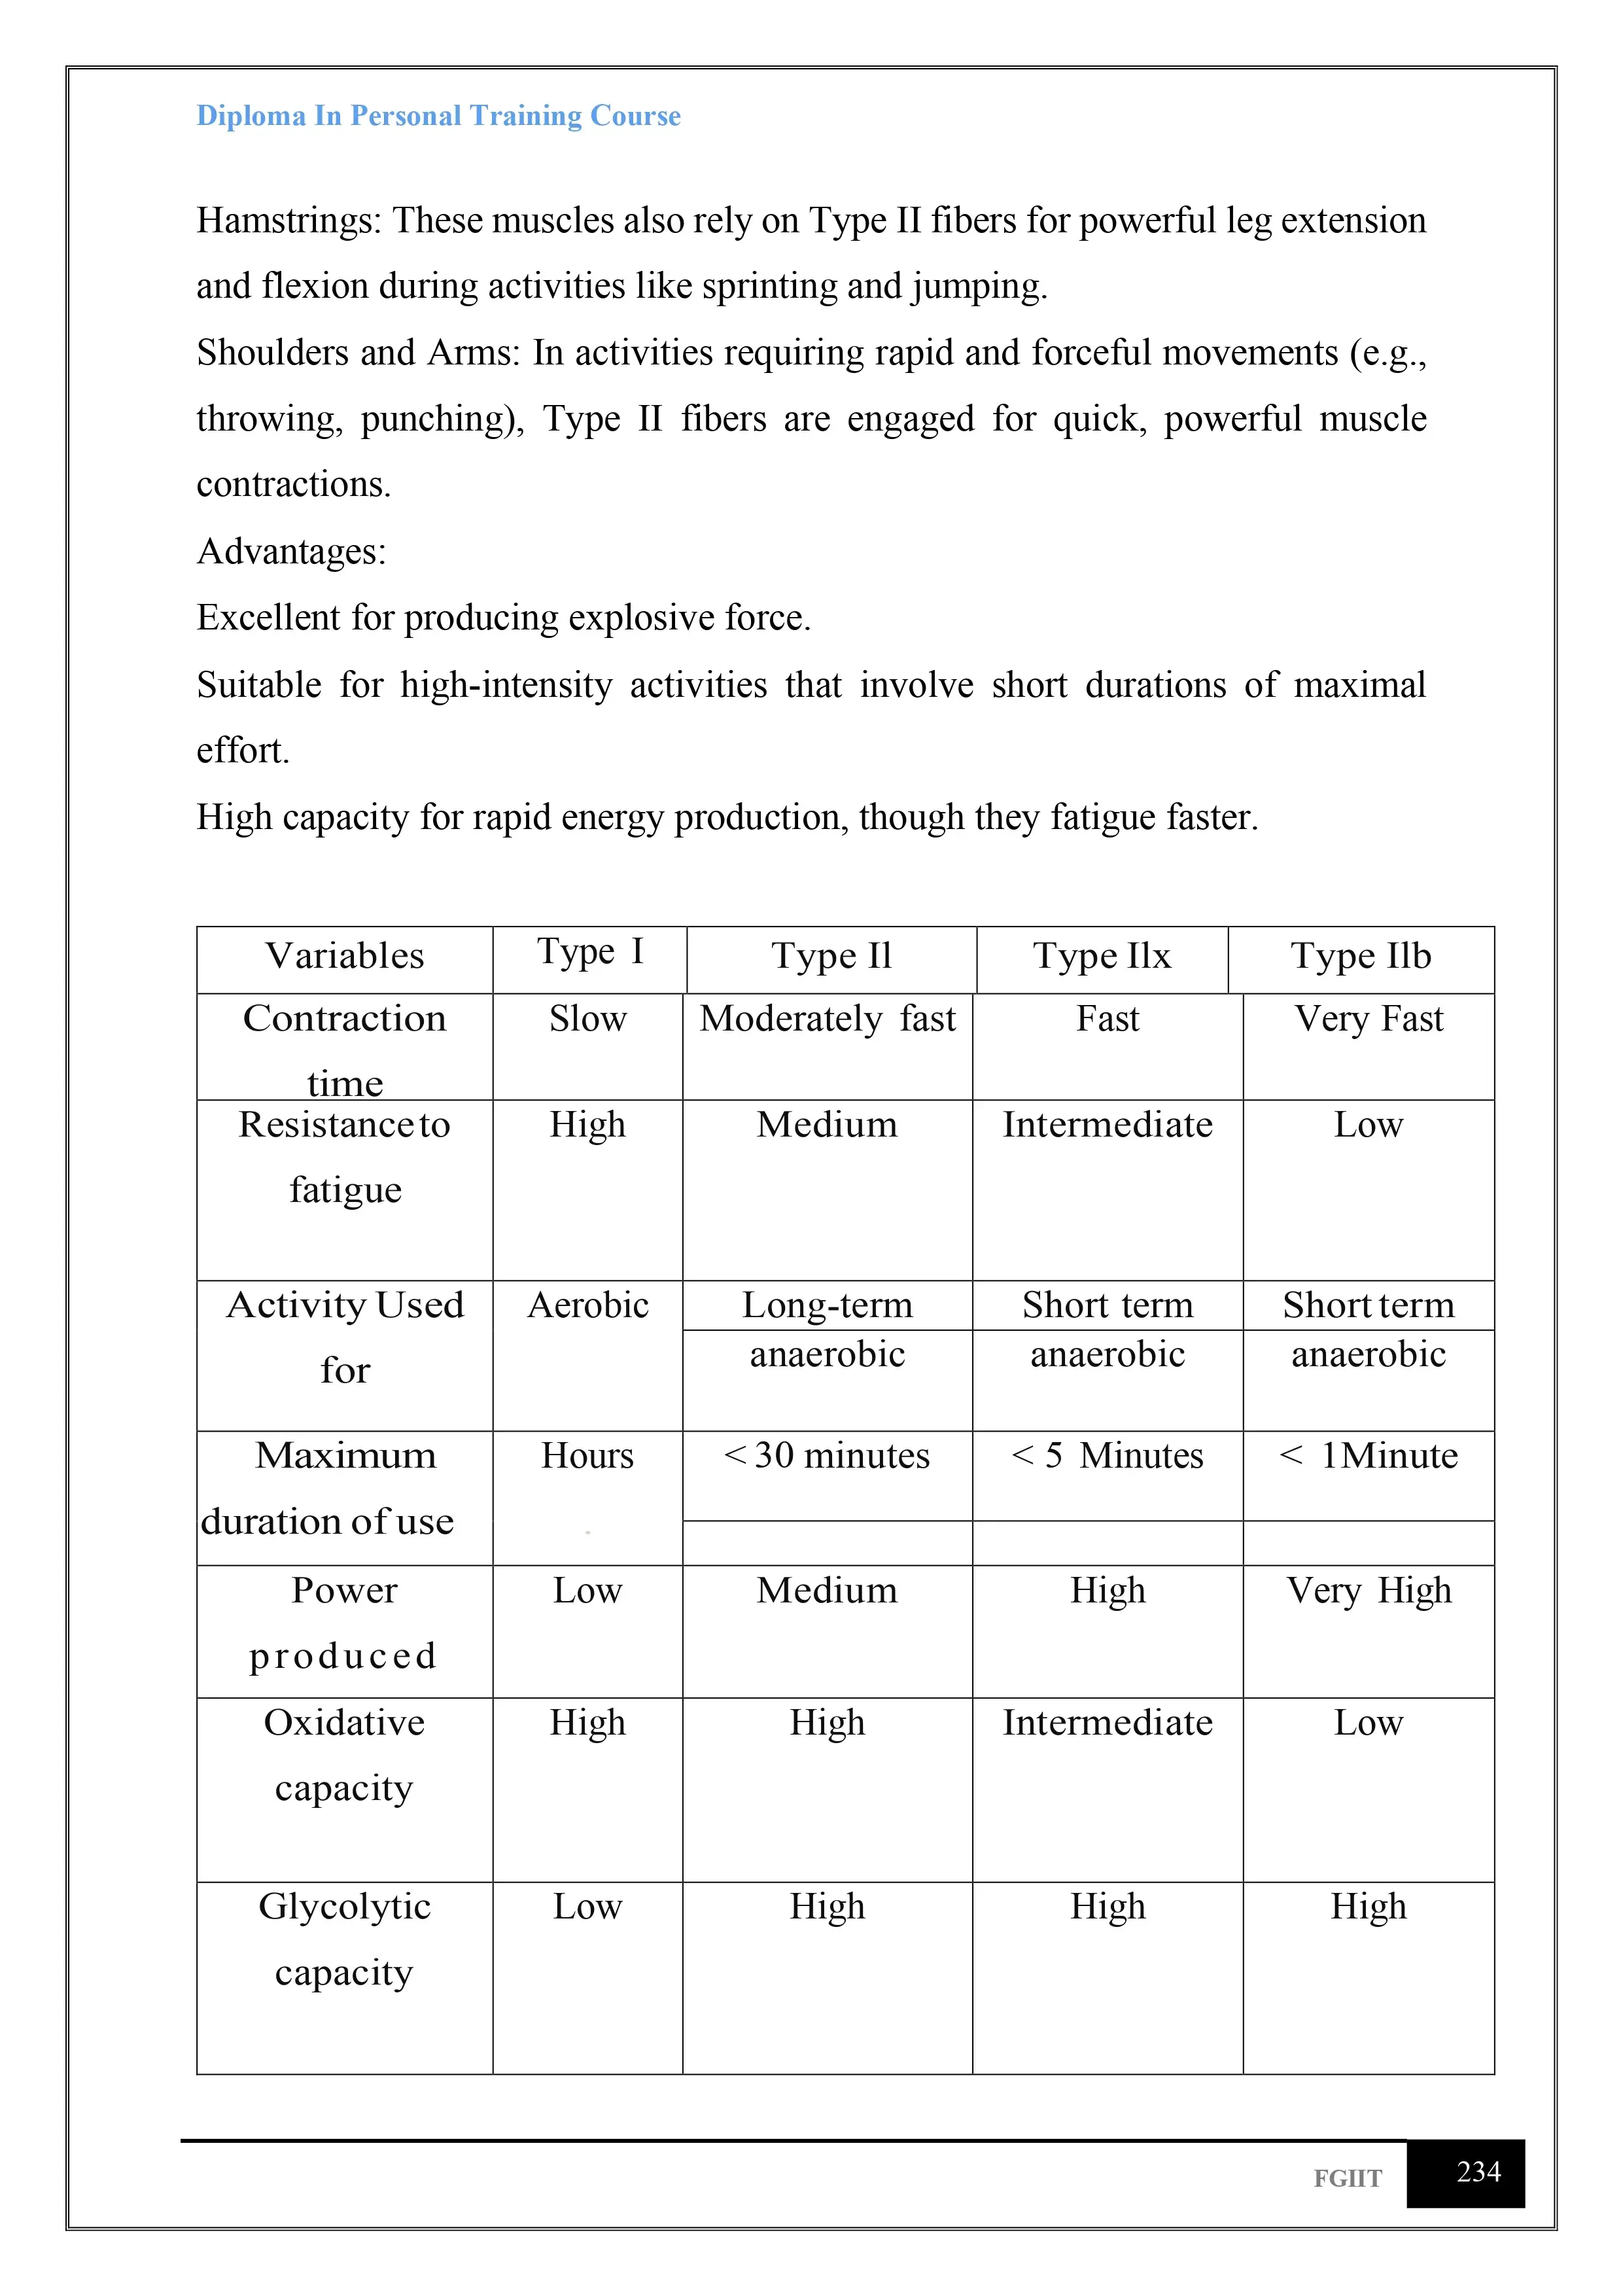 Diploma In Personal Training Course
Hamstrings: These muscles also rely on Type II fibers for powerful leg extension
and flexion during activities like sprinting and jumping.
Shoulders and Arms: In activities requiring rapid and forceful movements (e.g.,
throwing, punching), Type II fibers are engaged for quick, powerful muscle
contractions.
Advantages:
Excellent for producing explosive force.
Suitable for high-intensity activities that involve short durations of maximal
effort.
High capacity for rapid energy production, though they fatigue faster.
Variables Type I Type Il Type Ilx Type Ilb
Contraction Slow Moderately fast Fast Very Fast
time
Resistance to High Medium Intermediate Low
fatigue
Activity Used Aerobic Long-term Short term Short term
for anaerobic anaerobic anaerobic
Maximum Hours < 30 minutes < 5 Minutes < 1Minute
duration of use
Power Low Medium High Very High
produced
Oxidative High High Intermediate Low
capacity
Glycolytic Low High High High
capacity
FGIIT 234